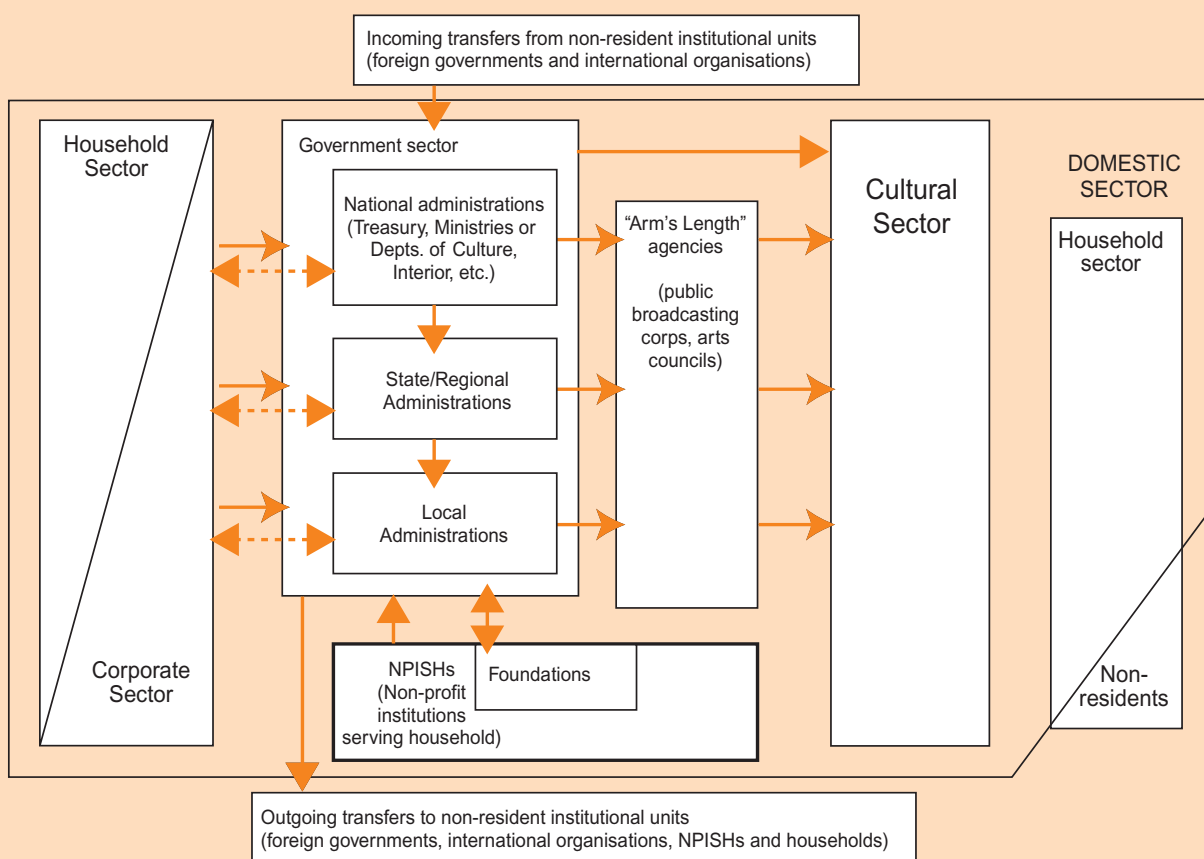 Incoming transfers from non-resident institutional units
(foreign governments and international organisations)
Household
Sector
Corporate
Sector
Government sector
National administrations
(Treasury, Ministries or
Depts. of Culture,
Interior, etc.)
State/Regional
Administrations
Local
Administrations
“Arm’s Length”
agencies
(public
broadcasting
corps, arts
councils)
Cultural
Sector
DOMESTIC
SECTOR
Household
sector
Non-
residents
NPISHs
(Non-profit
institutions
serving household)
Foundations
Outgoing transfers to non-resident institutional units
(foreign governments, international organisations, NPISHs and households)